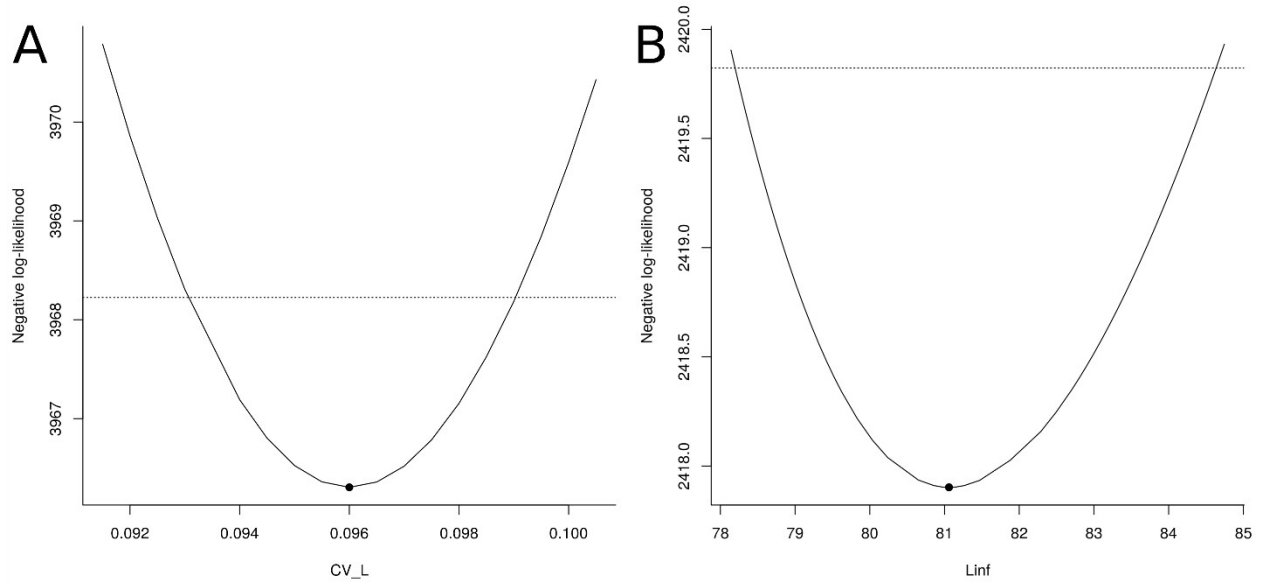 A
Negative log-likelihood
3970
3969
3968
3967
0.092 0.094 0.096 0.098 0.100
CV_L
B
Negative log-likelihood
2420.0
2419.5
2419.0
2418.5
2418.0
78 79 80 81 82 83 84 85
Linf